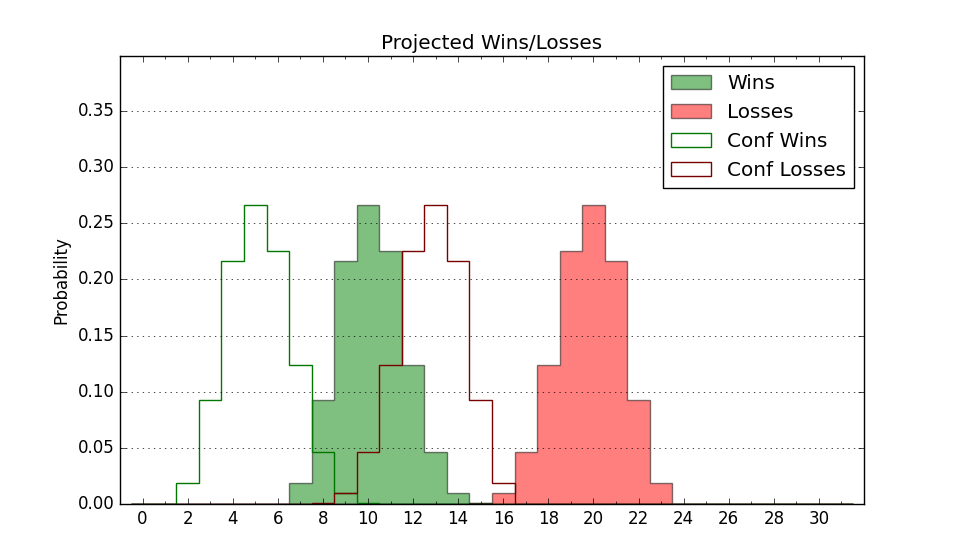 Projected Wins/Losses
Wins
Losses
Conf Wins
Conf Losses
Probability
0.35
0.30
0.25
0.20
0.15
0.10
0.05
0.00
0 2 4 6 8 10 12 14 16 18 20 22 24 26 28 30